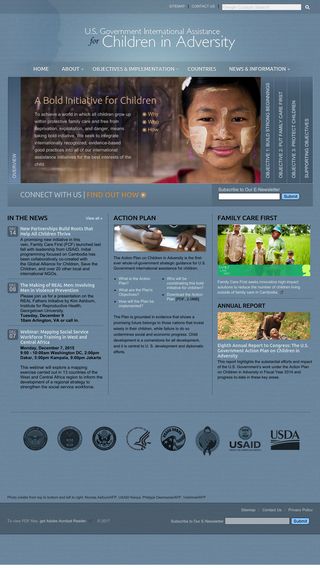 SITEMAP | CONTACT US
U.S. Government International Assistance
for Children in Adversity
HOME ABOUT OBJECTIVES & IMPLEMENTATION COUNTRIES NEWS & INFORMATION
A Bold Initiative for Children
To achieve a world in which all children grow up
within protective family care and free from
deprivation, exploitation, and danger, means
taking bold initiative. We seek to integrate
internationally recognized, evidence-based
good practices into all of our international
assistance initiatives for the best interests of the
child.
Why
Who
How
OVERVIEW
OBJECTIVE 1: BUILD STRONG BEGINNINGS
OBJECTIVE 2: PUT FAMILY CARE FIRST
OBJECTIVE 3: PROTECT CHILDREN
SUPPORTING OBJECTIVES
CONNECT WITH US | FIND OUT HOW
Subscribe to Our E-Newsletter
Submit
IN THE NEWS
View all »
14
New Partnerships Build Roots that
Help All Children Thrive
A promising new initiative in this
new, Family Care First (FCF) launched last
fall with leadership from USAID. Initial
programming focused on Cambodia has
been collaboratively co-created with
the Global Alliance for Children, Save the
Children, and over 20 other local and
international NGOs.
08
The Making of REAL Men: Involving
Men in Violence Prevention
Please join us for a presentation on the
REAL Fathers Initiative by Kim Ashburn,
Institute for Reproductive Health,
Georgetown University.
Tuesday, December 8
10am Arlington, VA or call in.
07
Webinar: Mapping Social Service
Workforce Training in West and
Central Africa
Monday, December 7, 2015
9:00 - 10:00am Washington DC, 2:00pm
Dakar, 5:00pm Kampala, 9:00pm Jakarta
This webinar will explore a mapping
exercise carried out in 13 countries of the
West and Central Africa region to inform the
development of a regional strategy to
strengthen the social service workforce.
ACTION PLAN
The Action Plan on Children in Adversity is the first
ever whole-of-government strategic guidance for U.S.
Government international assistance for children.
What is the Action Plan?
What are the Plan's Objectives?
How will the Plan be Implemented?
Who will be coordinating this bold initiative for children?
Download the Action Plan
The Plan is grounded in evidence that shows a
promising future belongs to those nations that invest
wisely in their children, while failure to do so
undermines social and economic progress. Child
development is a cornerstone for all development,
and it is central to U.S. development and diplomatic
efforts.
FAMILY CARE FIRST
Family Care First seeks innovative high-impact
solutions to reduce the number of children living
outside of family care in Cambodia.
ANNUAL REPORT
Eighth Annual Report to Congress: The U.S.
Government Action Plan on Children in
Adversity
This report highlights the substantial efforts and impact
of the U.S. Government's work under the Action Plan
on Children in Adversity in Fiscal Year 2014 and
progress to date in these key areas.
USAID
USDA
Sitemap | Contact Us | Privacy Policy
To view PDF files, get Adobe Acrobat Reader.
© 2017
Subscribe to Our E-Newsletter
Submit